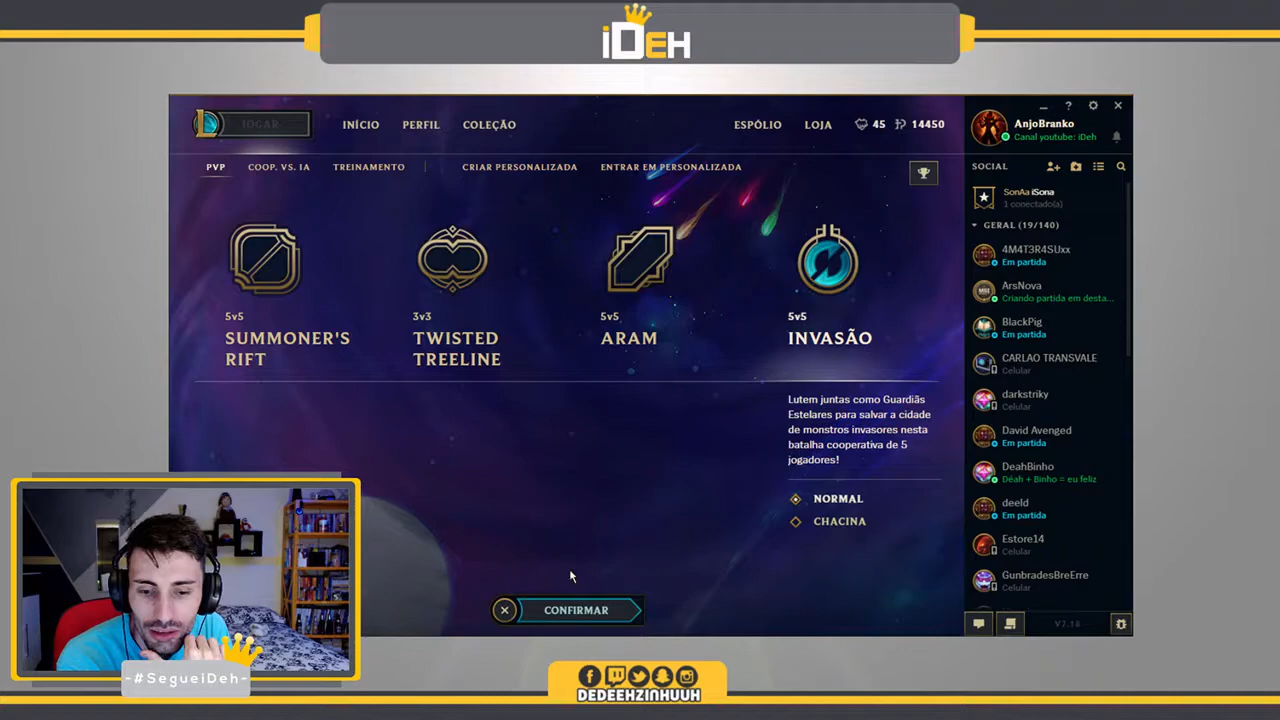 iDEH
JOGAR
INÍCIO
PERFIL
COLEÇÃO
ESPÓLIO
LOJA
45
14450
?
AnjoBranko
Canal youtube: iDeh
PVP
COOP. VS. IA
TREINAMENTO
CRIAR PERSONALIZADA
ENTRAR EM PERSONALIZADA
SOCIAL
SonAa iSona
1 conectado(a)
GERAL (19/140)
4M4T3R4SUxx
Em partida
ArsNova
Criando partida em desta...
BlackPig
Em partida
CARLAO TRANSVALE
Celular
darkstriky
Celular
David Avenged
Em partida
DeahBinho
Déah + Binho = eu feliz
deeld
Em partida
Estore14
Celular
GunbradesBreErre
Celular
V7.18
5v5
SUMMONER'S
RIFT
3v3
TWISTED
TREELINE
5v5
ARAM
5v5
INVASÃO
Lutem juntas como Guardiãs
Estelares para salvar a cidade
de monstros invasores nesta
batalha cooperativa de 5
jogadores!
NORMAL
CHACINA
CONFIRMAR
-#SegueiDeh-
DEDEEHZINHUUH